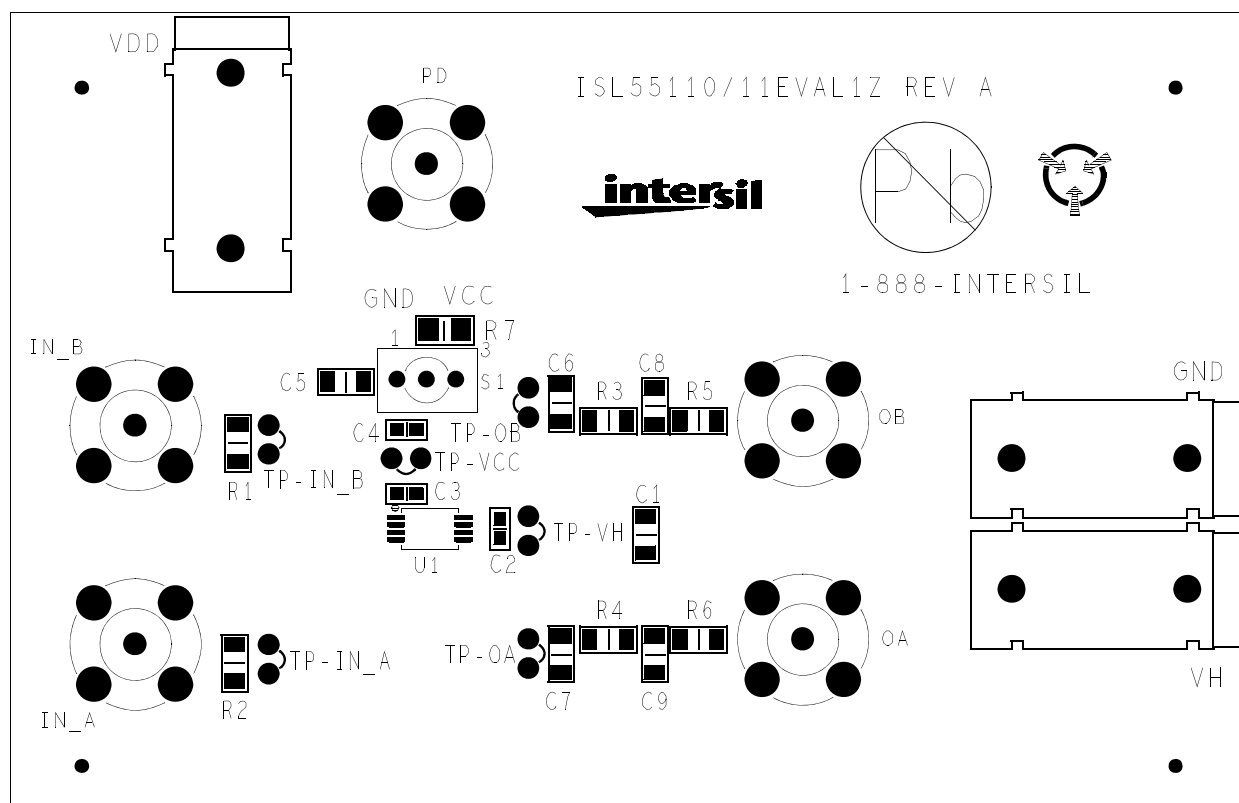 VDD
PD
ISL55110/11EVAL1Z REV A
intersil
Pb
1-888-INTERSIL
GND VCC
1
R7
3
IN_B
C5
S1
C6
C8
R3
R5
GND
OB
C4
TP-OB
TP-VCC
TP-IN_B
R1
C3
C1
TP-VH
U1
C2
R4
R6
OA
TP-IN_A
TP-OA
VH
R2
C7
C9
IN_A